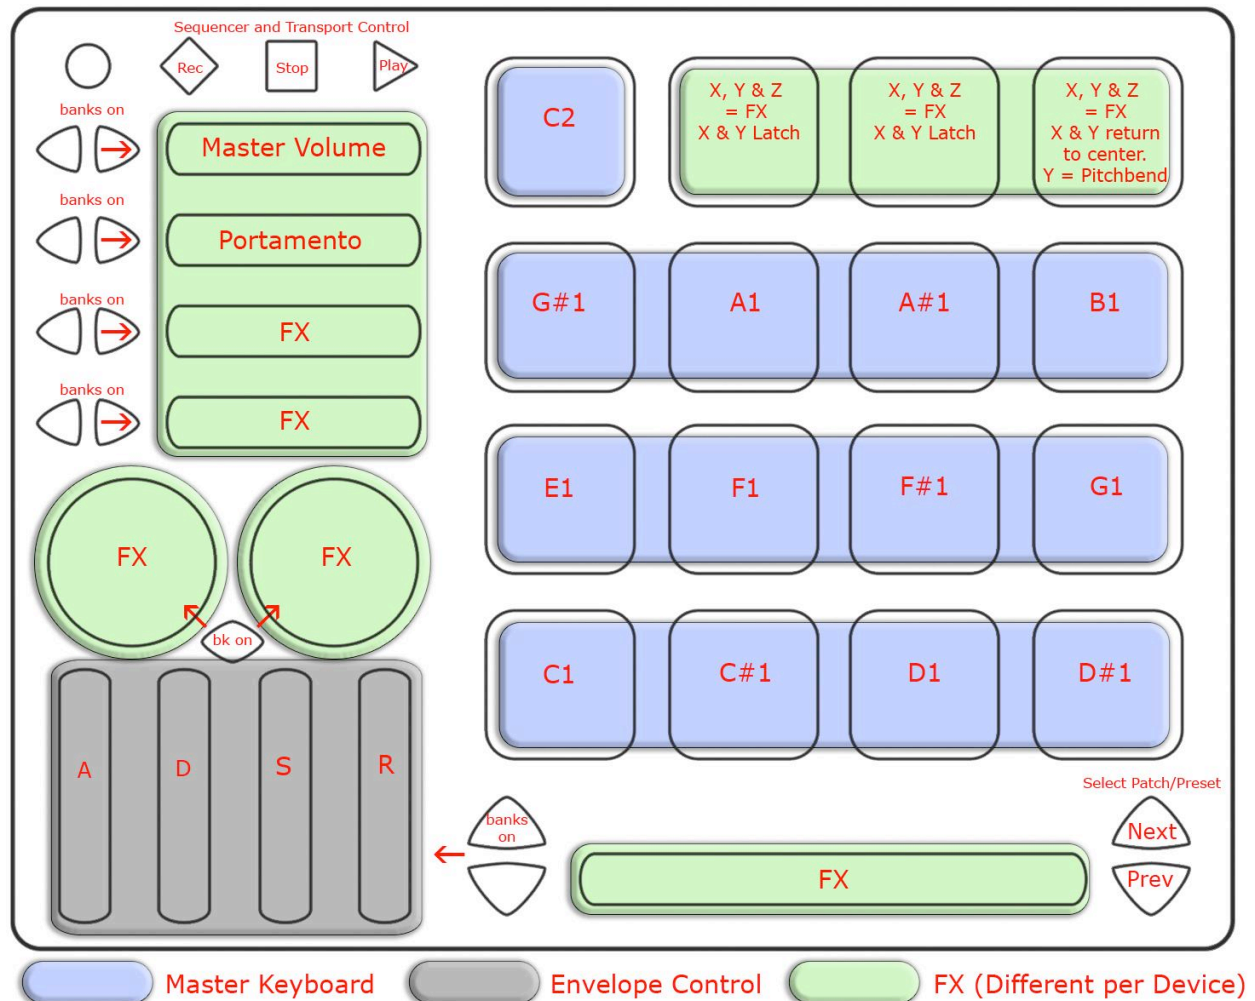 Sequencer and Transport Control
Rec
Stop
Play
banks on
Master Volume
banks on
Portamento
banks on
FX
banks on
FX
FX
FX
bk on
A
D
S
R
C2
X, Y & Z
= FX
X & Y Latch
X, Y & Z
= FX
X & Y Latch
X, Y & Z
= FX
X & Y return
to center.
Y = Pitchbend
G#1
A1
A#1
B1
E1
F1
F#1
G1
C1
C#1
D1
D#1
banks
on
FX
Select Patch/Preset
Next
Prev
Master Keyboard
Envelope Control
FX (Different per Device)